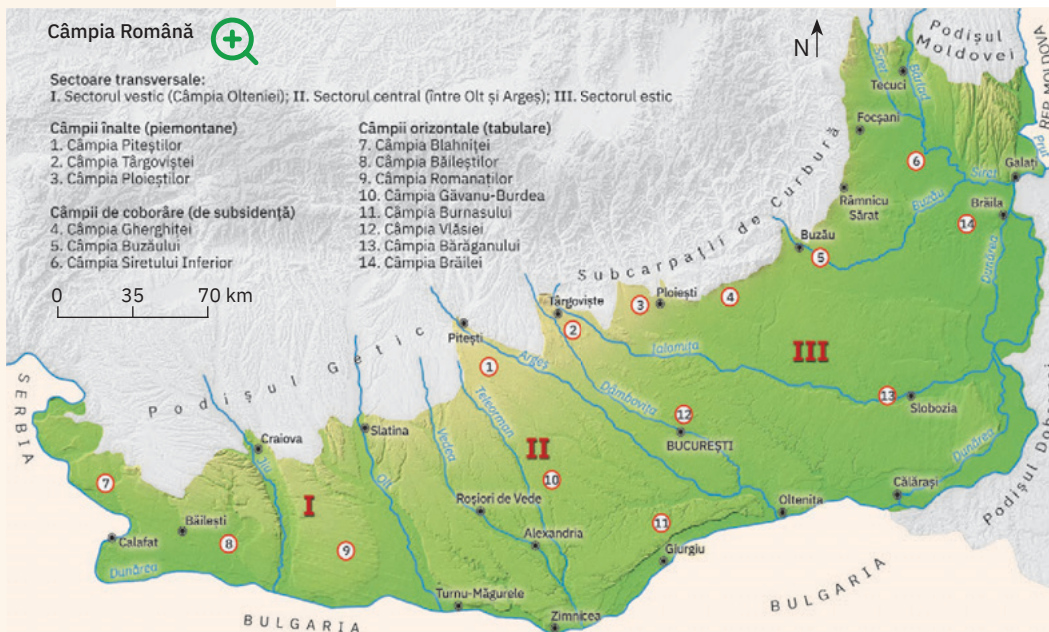 Câmpia Română
N
Sectoare transversale:
I. Sectorul vestic (Câmpia Olteniei); II. Sectorul central (între Olt și Argeș); III. Sectorul estic
Câmpii înalte (piemontane)
1. Câmpia Piteștilor
2. Câmpia Târgoviștei
3. Câmpia Ploieștilor
Câmpii de coborâre (de subsidență)
4. Câmpia Gherghiței
5. Câmpia Buzăului
6. Câmpia Siretului Inferior
Câmpii orizontale (tabulare)
7. Câmpia Blahniței
8. Câmpia Băileștilor
9. Câmpia Romanaților
10. Câmpia Găvanu-Burdea
11. Câmpia Burnasului
12. Câmpia Vlăsiei
13. Câmpia Bărăganului
14. Câmpia Brăilei
0 35 70 km
Podișul
Moldovei
REP. MOLDOVA
Siret
Bârlad
Tecuci
Focșani
Prut
6
Galați
Siret
Râmnicu
Sărat
Buzău
Brăila
14
Dunărea
Subcarpații de Curbură
Buzău
5
Târgoviște
3
Ploiești
4
2
Pitești
1
Argeș
Ialomița
III
13
Slobozia
Podișul Getic
SERBIA
Dâmbovița
12
BUCUREȘTI
Teleorman
Vedea
Slatina
Craiova
Jiu
Olt
II
10
Dunărea
Călărași
Podișul Dob
7
I
Roșiori de Vede
Oltenița
Băilești
8
9
Calafat
Alexandria
11
Giurgiu
Dunărea
Turnu-Măgurele
Zimnicea
BULGARIA
BULGARIA